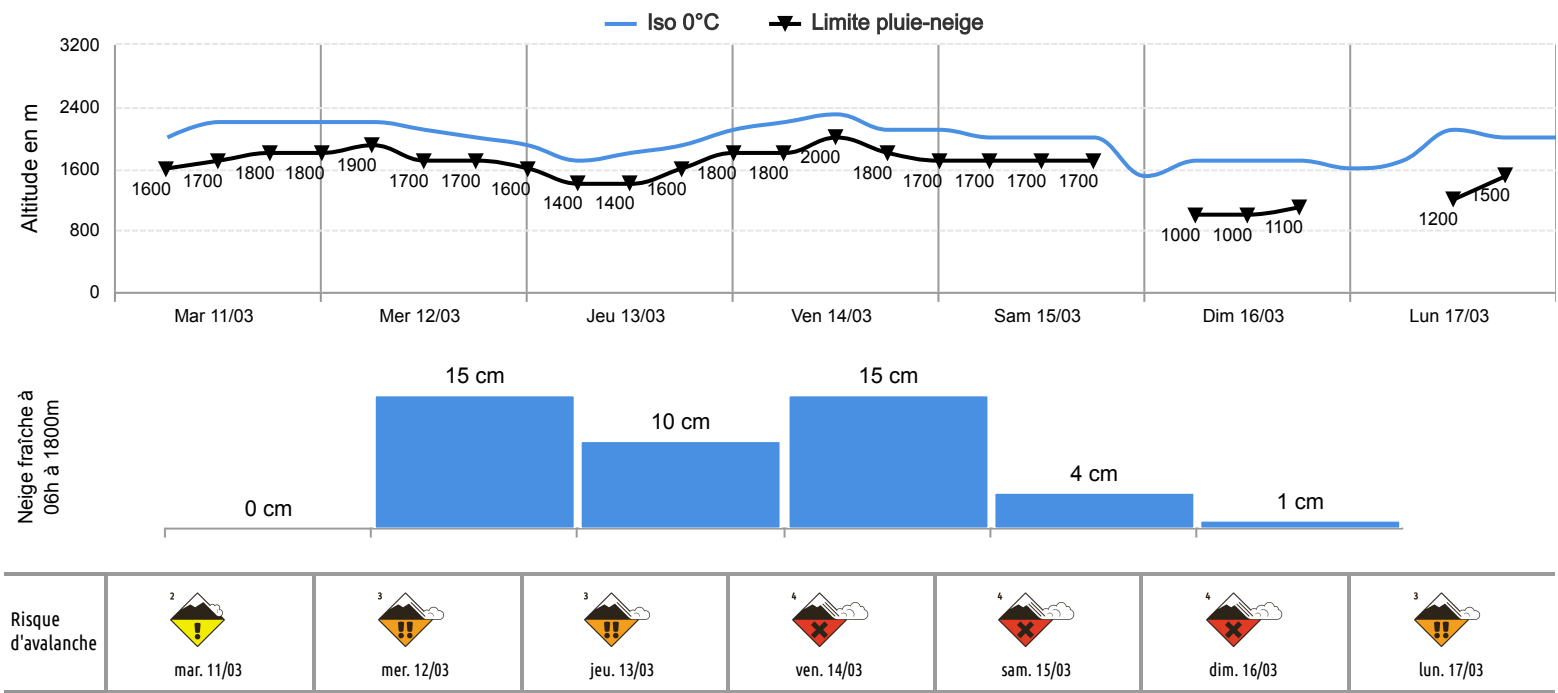 Iso 0°C Limite pluie-neige
Altitude en m
3200
2400
1600
800
0
1600 1700 1800 1800 1900 1700 1700 1600 1400 1400 1600 1800 1800 2000 1800 1700 1700 1700 1700 1000 1000 1100 1200 1500
Mar 11/03 Mer 12/03 Jeu 13/03 Ven 14/03 Sam 15/03 Dim 16/03 Lun 17/03
Neige fraîche à
06h à 1800m
0 cm 15 cm 10 cm 15 cm 4 cm 1 cm
Risque
d'avalanche
2 3 3 4 4 4 3
! !! !! !!
mar. 11/03 mer. 12/03 jeu. 13/03 ven. 14/03 sam. 15/03 dim. 16/03 lun. 17/03